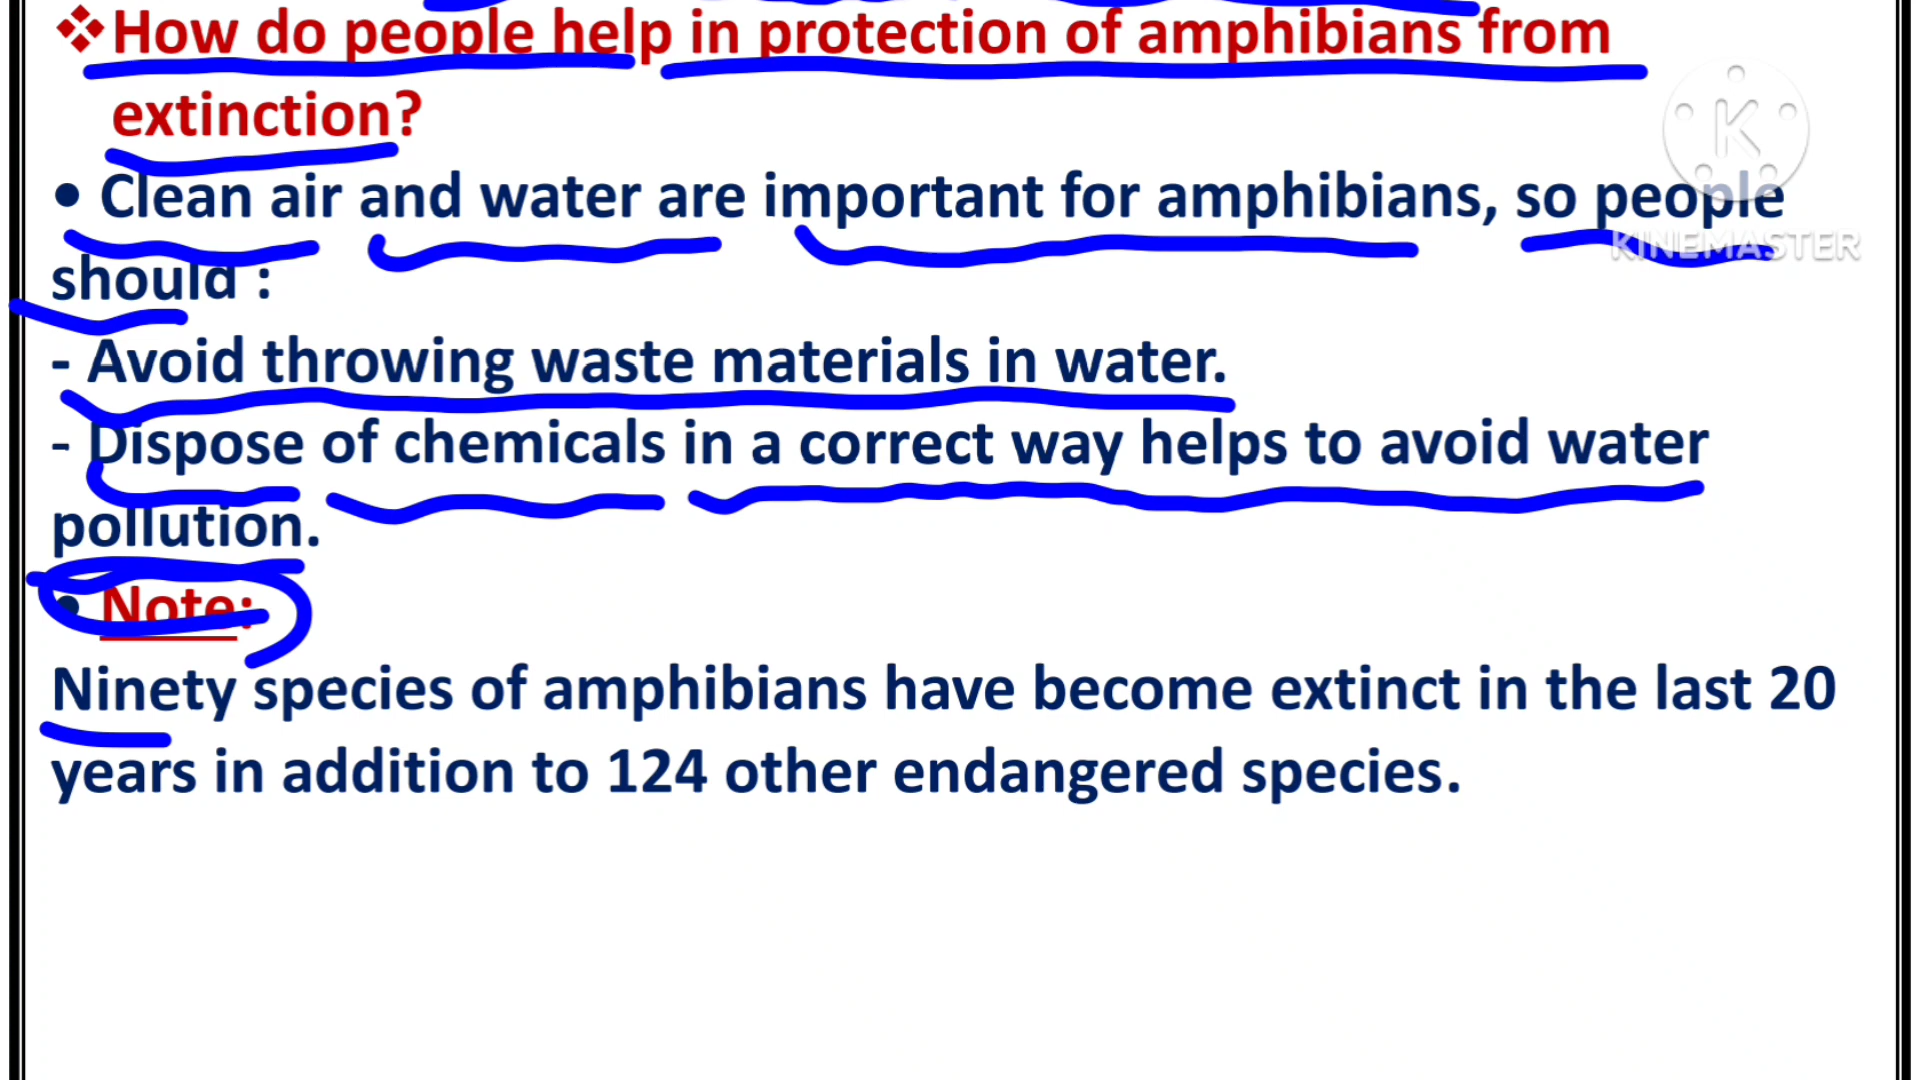 ❖How do people help in protection of amphibians from
extinction?
• Clean air and water are important for amphibians, so people
should :
- Avoid throwing waste materials in water.
- Dispose of chemicals in a correct way helps to avoid water
pollution.
• Note:
Ninety species of amphibians have become extinct in the last 20
years in addition to 124 other endangered species.
K
KINEMASTER